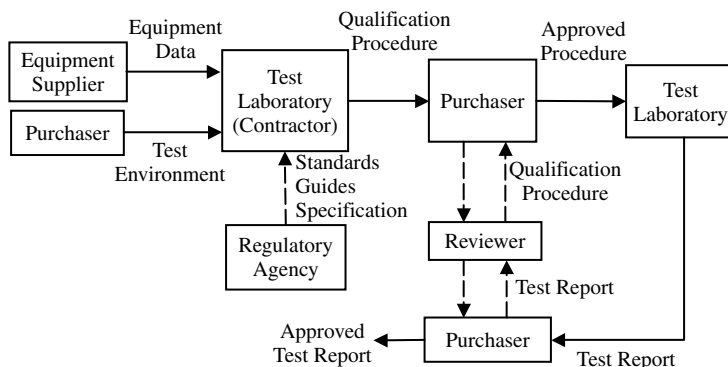 Equipment
Data
Equipment
Supplier
Purchaser
Test
Environment
Test
Laboratory
(Contractor)
Qualification
Procedure
Purchaser
Approved
Procedure
Test
Laboratory
Standards
Guides
Specification
Regulatory
Agency
Qualification
Procedure
Reviewer
Test Report
Purchaser
Approved
Test Report
Test Report